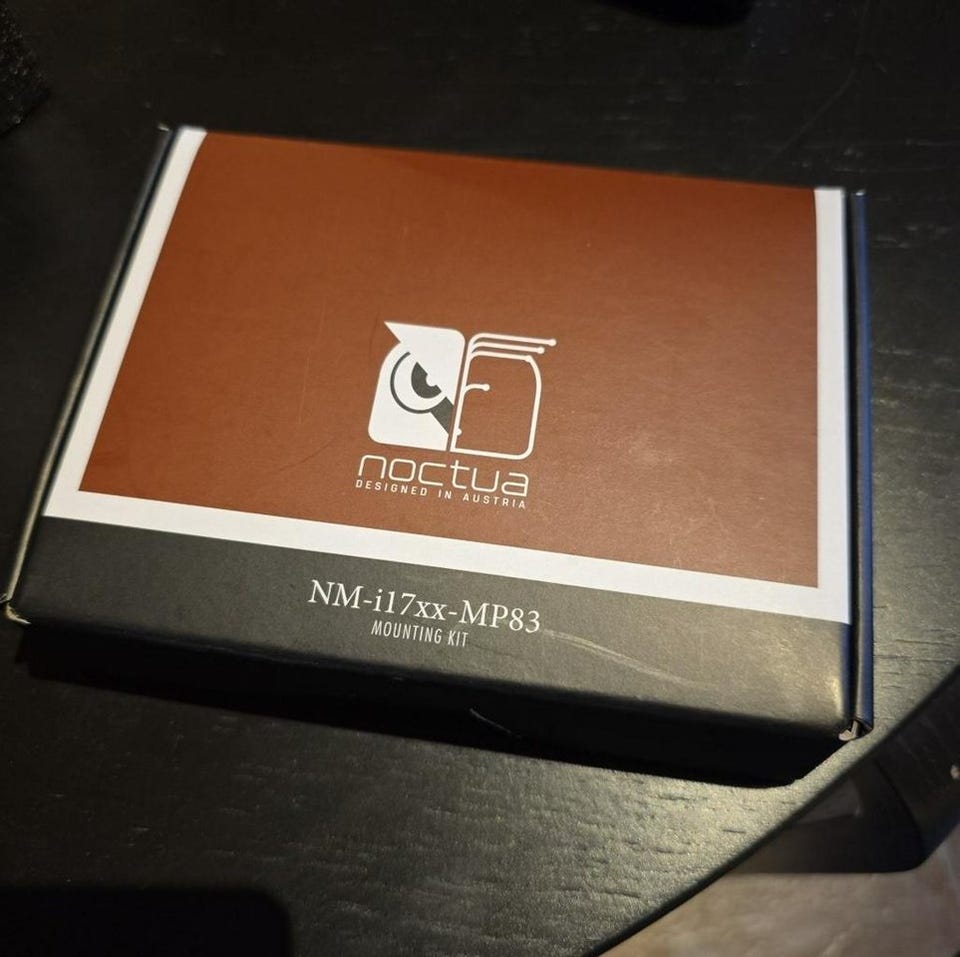 noctua
DESIGNED IN AUSTRIA
NM-i17xx-MP83
MOUNTING KIT